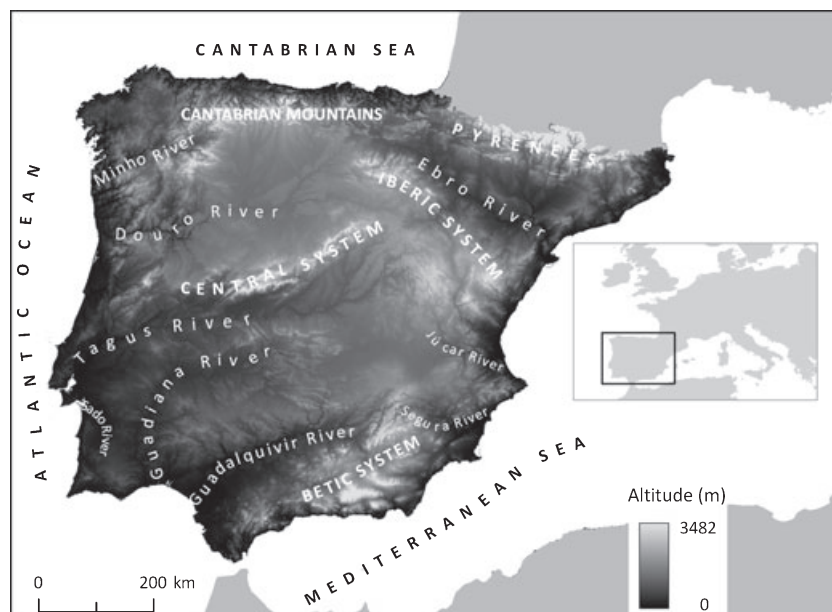 CANTABRIAN SEA
CANTABRIAN MOUNTAINS
PYRENEES
Minho River
Ebro River
IBERIC SYSTEM
Douro River
ATLANTIC OCEAN
CENTRAL SYSTEM
Tagus River
Júcar River
Guadiana River
Sado River
Segura River
Guadalquivir River
BETIC SYSTEM
MEDITERRANEAN SEA
Altitude (m)
3482
0
0 200 km